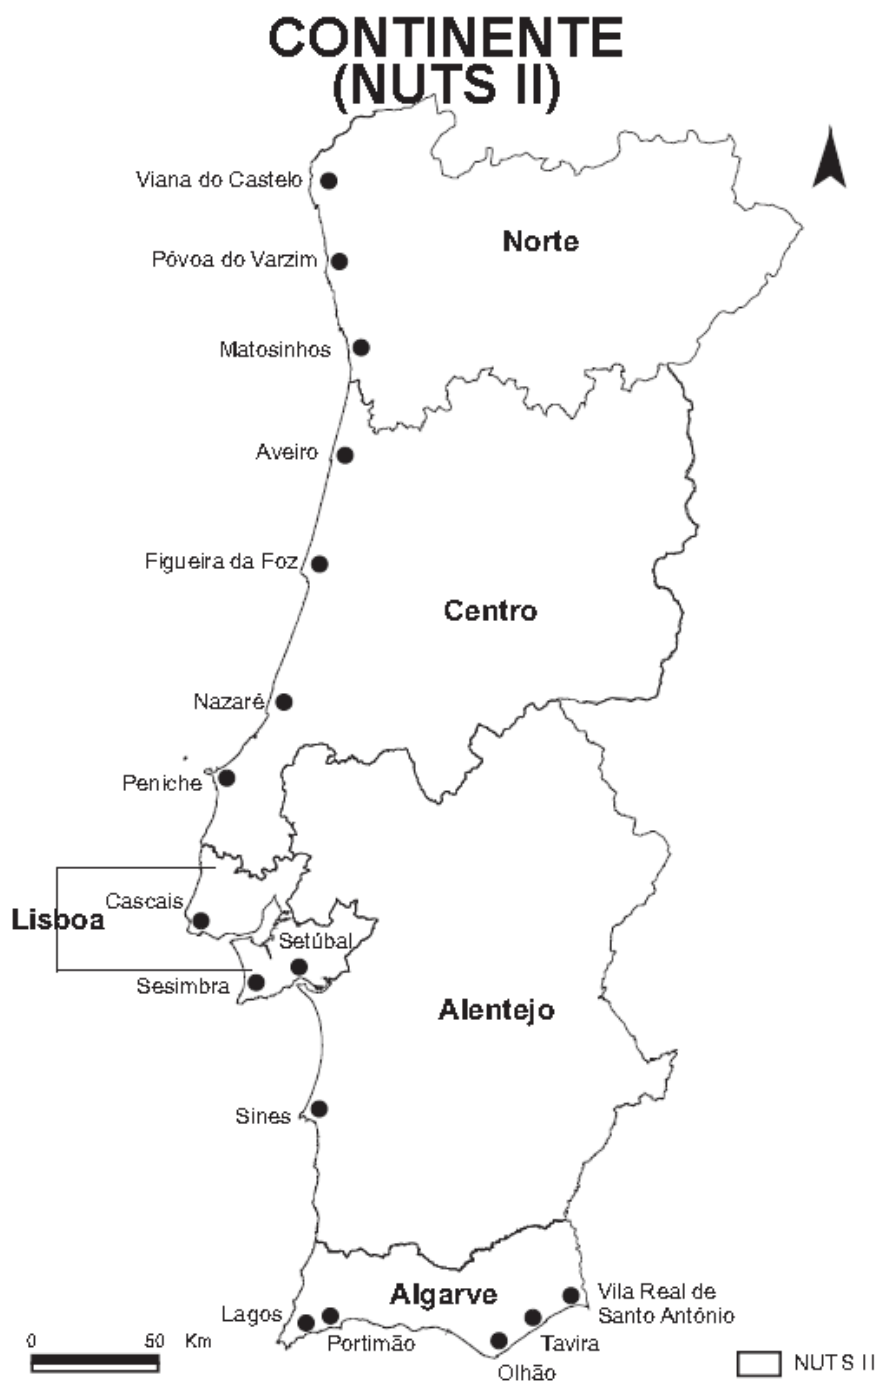 CONTINENTE
(NUTS II)
Viana do Castelo
Norte
Póvoa do Varzim
Matosinhos
Aveiro
Figueira da Foz
Centro
Nazaré
Peniche
Cascais
Lisboa
Setúbal
Sesimbra
Alentejo
Sines
Algarve
Vila Real de
Santo António
Lagos
Portimão
Tavira
Olhão
0 50 Km
NUTS II